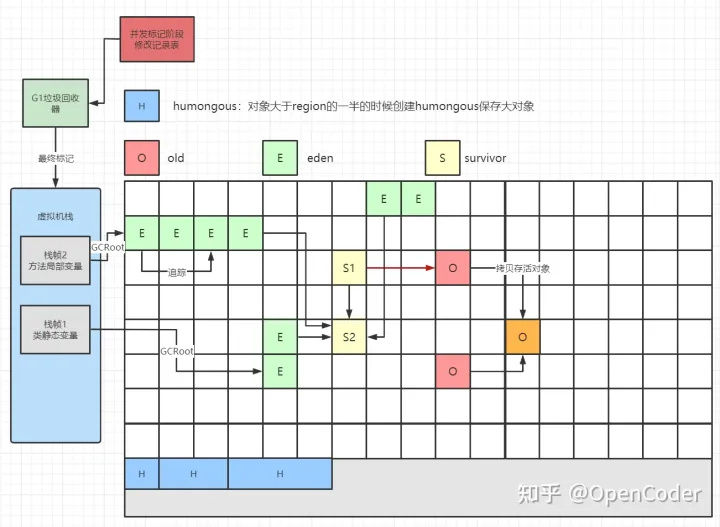 并发标记阶段
修改记录表
G1垃圾回收
器
H
humongous：对象大于region的一半的时候创建humongous保存大对象
最终标记
O
old
E
eden
S
survivor
虚拟机栈
E
E
栈帧2
方法局部变量
GCRoot
E
E
E
E
追踪
S1
O
拷贝存活对象
栈帧1
类静态变量
GCRoot
E
S2
O
E
O
H
H
H
知乎 @OpenCoder